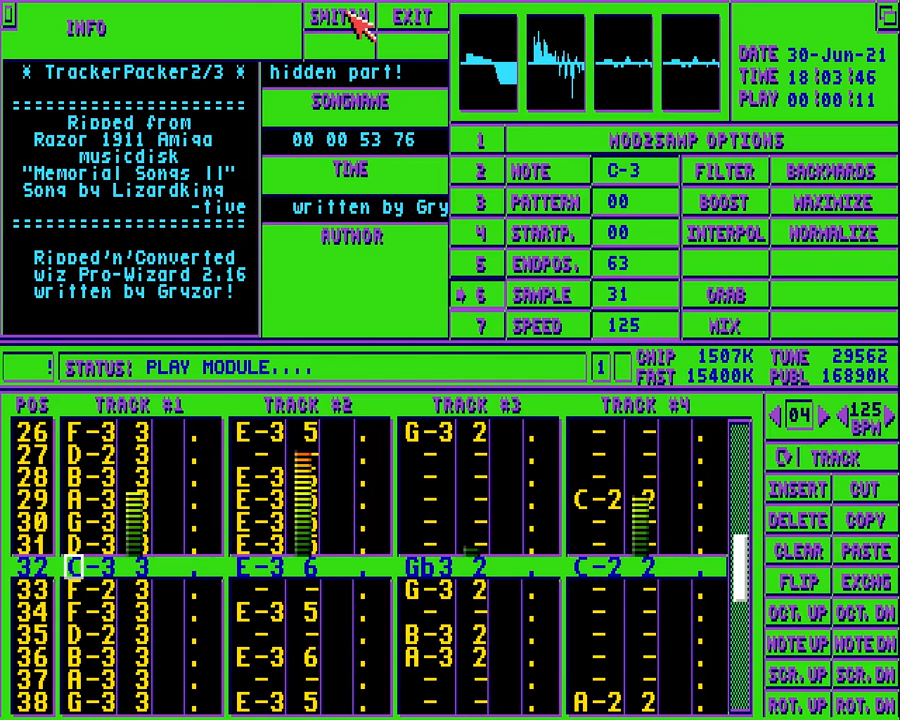 INFO
SWITCH EXIT
* TrackerPacker2/3 *
======================
Ripped from
Razor 1911 Amiga
musicdisk
"Memorial Songs II"
Song by Lizardking
-tive
======================
Ripped'n'Converted
wiz Pro-Wizard 2.16
written by Gryzor!
hidden part!
SONGNAME
00 00 53 76
TIME
written by Gry
AUTHOR
DATE 30-Jun-21
TIME 18:03:46
PLAY 00:00:11
1 MOD2SAMP OPTIONS
2 NOTE C-3 FILTER BACKWARDS
3 PATTERN 00 BOOST MAXIMIZE
4 STARTP. 00 INTERPOL NORMALIZE
5 ENDPOS. 63
6 SAMPLE 31 GRAB
7 SPEED 125 MIX
! STATUS: PLAY MODULE.... 1
CHIP 1507K TUNE 29562
FAST 15400K PUBL 16890K
POS TRACK #1 TRACK #2 TRACK #3 TRACK #4
26 F-3 3 . E-3 5 . G-3 2 . - - .
27 D-2 3 . - - . - - . - - .
28 B-3 3 . E-3 . - - . - - .
29 A-3 3 . E-3 . - - . C-2 2 .
30 G-3 . E-3 . - - . - - .
31 D-3 . E-3 . - - . - - .
32 C-3 3 . E-3 6 . Gb3 2 . C-2 2 .
33 F-2 3 . - - . G-3 2 . - - .
34 F-3 3 . E-3 5 . - - . - - .
35 D-2 3 . - - . B-3 2 . - - .
36 B-3 3 . E-3 6 . A-3 2 . - - .
37 A-3 3 . - - . - - . - - .
38 G-3 3 . E-3 5 . - - . A-2 2 .
04 125 BPM
TRACK
INSERT CUT
DELETE COPY
CLEAR PASTE
FLIP EXCHG
OCT. UP OCT. DN
NOTE UP NOTE DN
SCR. UP SCR. DN
ROT. UP ROT. DN